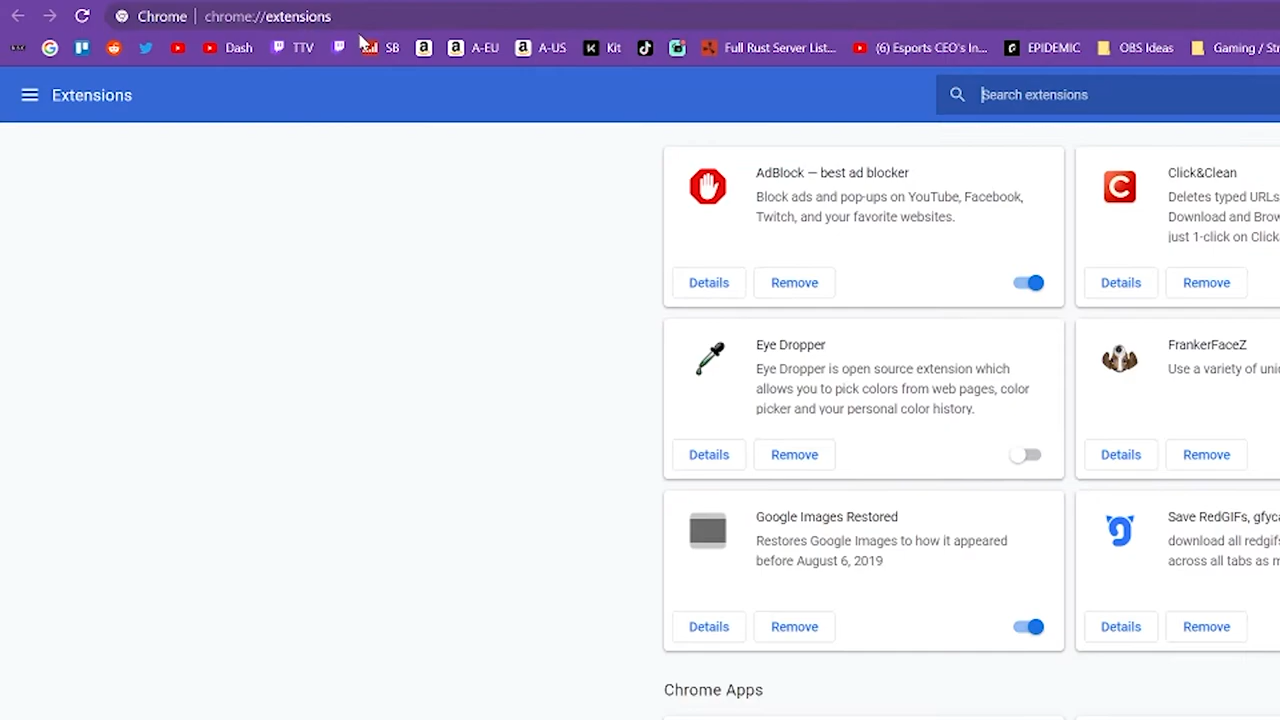 Chrome chrome://extensions
Dash TTV SB A-EU A-US Kit Full Rust Server List... (6) Esports CEO's In... EPIDEMIC OBS Ideas Gaming / St
Extensions
Search extensions
AdBlock — best ad blocker
Block ads and pop-ups on YouTube, Facebook,
Twitch, and your favorite websites.
Details Remove
Click&Clean
Deletes typed URLs
Download and Brow
just 1-click on Click
Details Remove
Eye Dropper
Eye Dropper is open source extension which
allows you to pick colors from web pages, color
picker and your personal color history.
Details Remove
FrankerFaceZ
Use a variety of uni
Details Remove
Google Images Restored
Restores Google Images to how it appeared
before August 6, 2019
Details Remove
Save RedGIFs, gfyca
download all redgifs
across all tabs as m
Details Remove
Chrome Apps